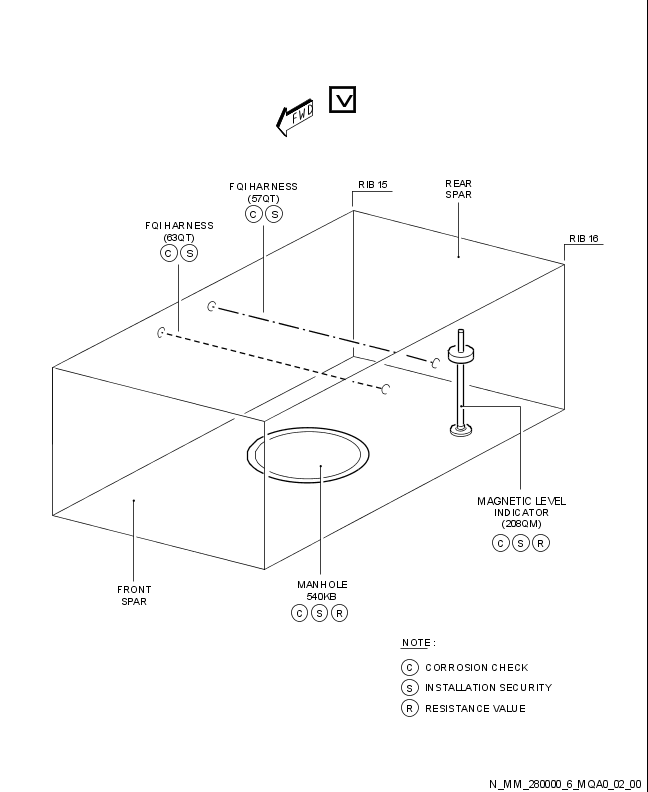 V
FWD
FQI HARNESS
(57QT)
C S
RIB 15
REAR
SPAR
FQI HARNESS
(63QT)
C S
RIB 16
MAGNETIC LEVEL
INDICATOR
(208QM)
C S R
FRONT
SPAR
MANHOLE
540KB
C S R
NOTE :
C CORROSION CHECK
S INSTALLATION SECURITY
R RESISTANCE VALUE
N_MM_280000_6_MQA0_02_00